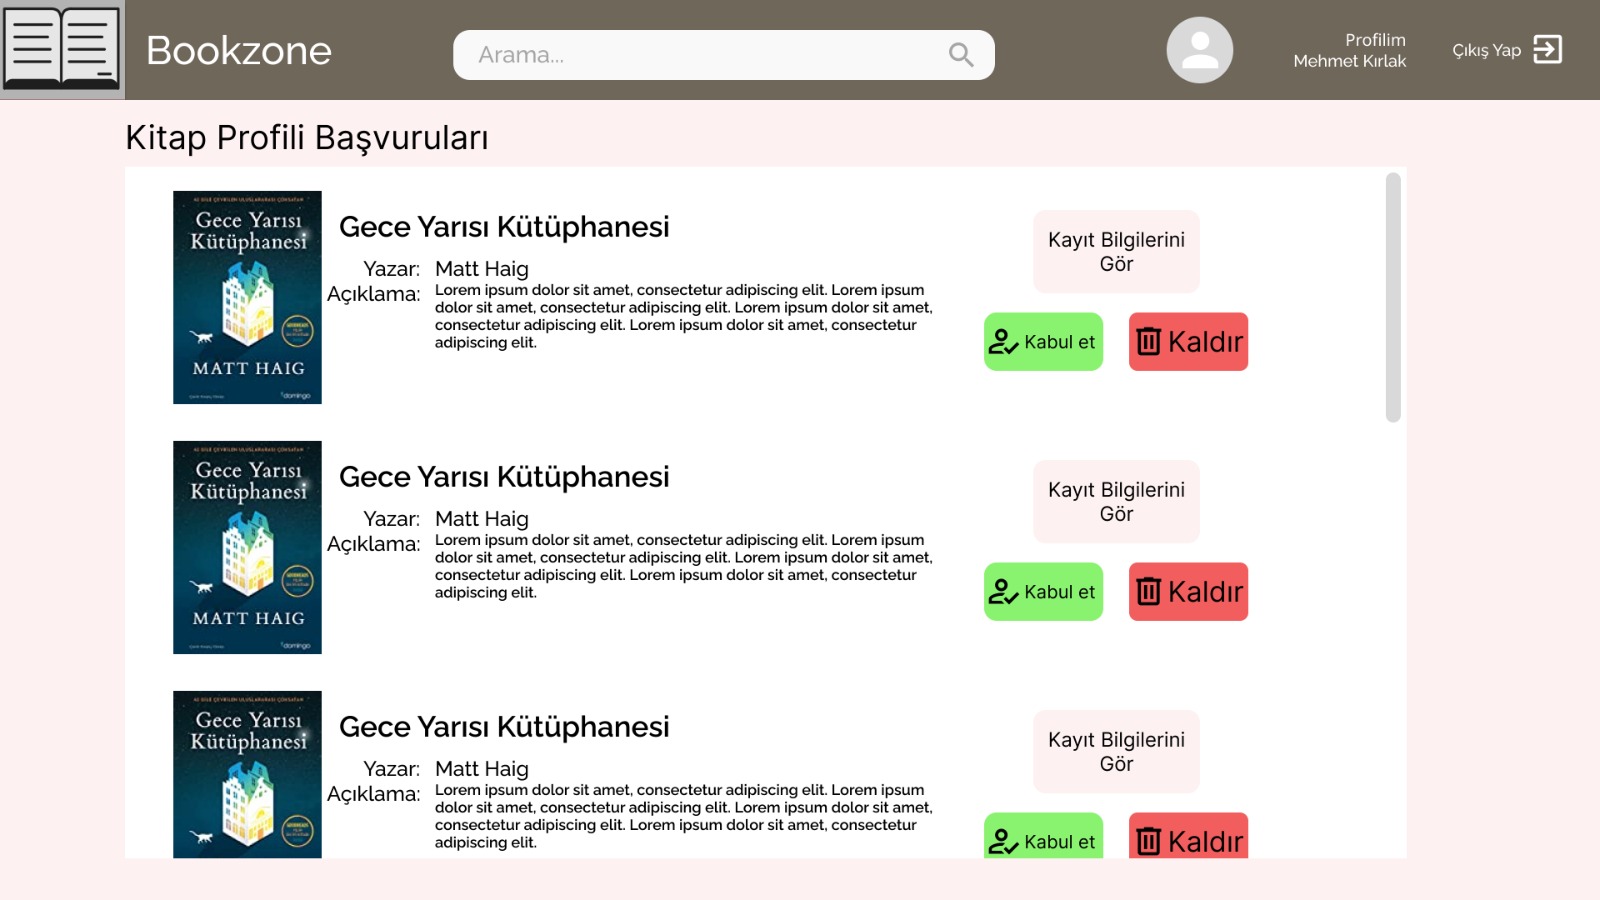 Bookzone
Arama...
Profilim
Mehmet Kırlak
Çıkış Yap
Kitap Profili Başvuruları
Gece Yarısı
Kütüphanesi
MATT HAIG
domingo
Gece Yarısı Kütüphanesi
Yazar: Matt Haig
Açıklama: Lorem ipsum dolor sit amet, consectetur adipiscing elit. Lorem ipsum
dolor sit amet, consectetur adipiscing elit. Lorem ipsum dolor sit amet,
consectetur adipiscing elit. Lorem ipsum dolor sit amet, consectetur
adipiscing elit.
Kayıt Bilgilerini
Gör
Kabul et
Kaldır
Gece Yarısı
Kütüphanesi
MATT HAIG
domingo
Gece Yarısı Kütüphanesi
Yazar: Matt Haig
Açıklama: Lorem ipsum dolor sit amet, consectetur adipiscing elit. Lorem ipsum
dolor sit amet, consectetur adipiscing elit. Lorem ipsum dolor sit amet,
consectetur adipiscing elit. Lorem ipsum dolor sit amet, consectetur
adipiscing elit.
Kayıt Bilgilerini
Gör
Kabul et
Kaldır
Gece Yarısı
Kütüphanesi
Gece Yarısı Kütüphanesi
Yazar: Matt Haig
Açıklama: Lorem ipsum dolor sit amet, consectetur adipiscing elit. Lorem ipsum
dolor sit amet, consectetur adipiscing elit. Lorem ipsum dolor sit amet,
consectetur adipiscing elit. Lorem ipsum dolor sit amet, consectetur
adipiscing elit.
Kayıt Bilgilerini
Gör
Kabul et
Kaldır